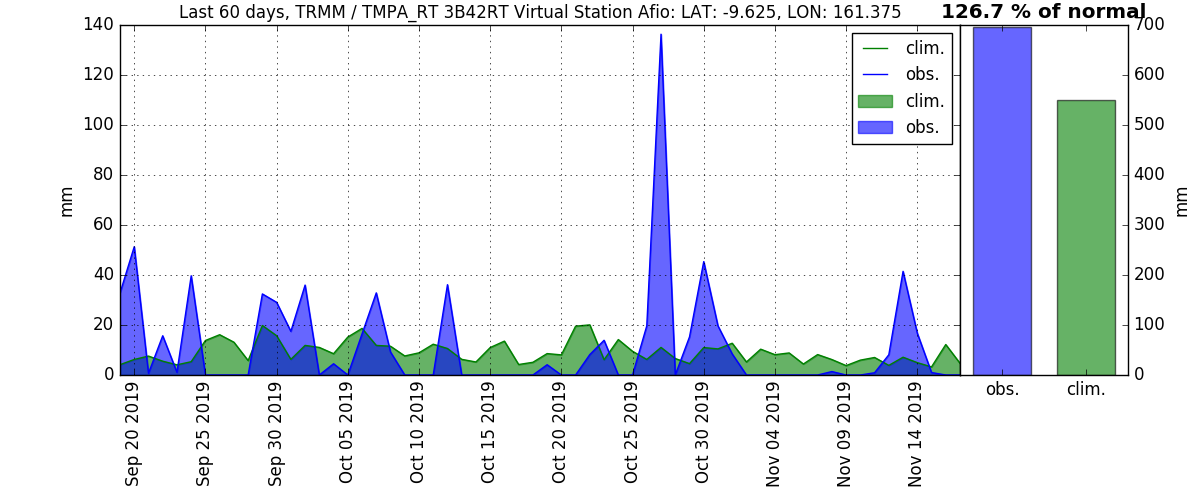 Last 60 days, TRMM / TMPA_RT 3B42RT Virtual Station Afio: LAT: -9.625, LON: 161.375
126.7 % of normal
140
120
100
80
60
40
20
0
mm
clim.
obs.
clim.
obs.
700
600
500
400
300
200
100
0
mm
Sep 20 2019
Sep 25 2019
Sep 30 2019
Oct 05 2019
Oct 10 2019
Oct 15 2019
Oct 20 2019
Oct 25 2019
Oct 30 2019
Nov 04 2019
Nov 09 2019
Nov 14 2019
obs.
clim.